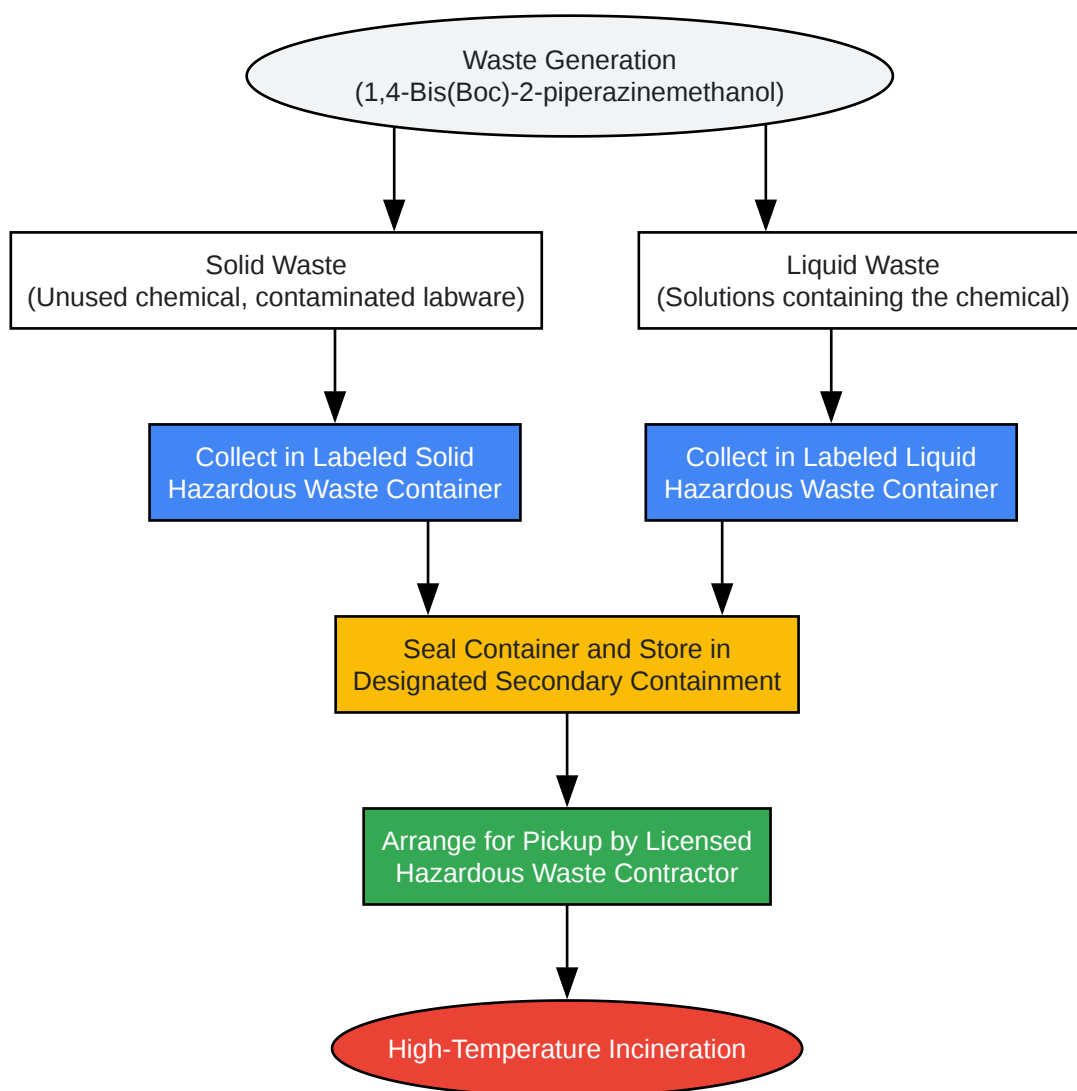 Waste Generation
(1,4-Bis(Boc)-2-piperazinemethanol)
Solid Waste
(Unused chemical, contaminated labware)
Liquid Waste
(Solutions containing the chemical)
Collect in Labeled Solid
Hazardous Waste Container
Collect in Labeled Liquid
Hazardous Waste Container
Seal Container and Store in
Designated Secondary Containment
Arrange for Pickup by Licensed
Hazardous Waste Contractor
High-Temperature Incineration